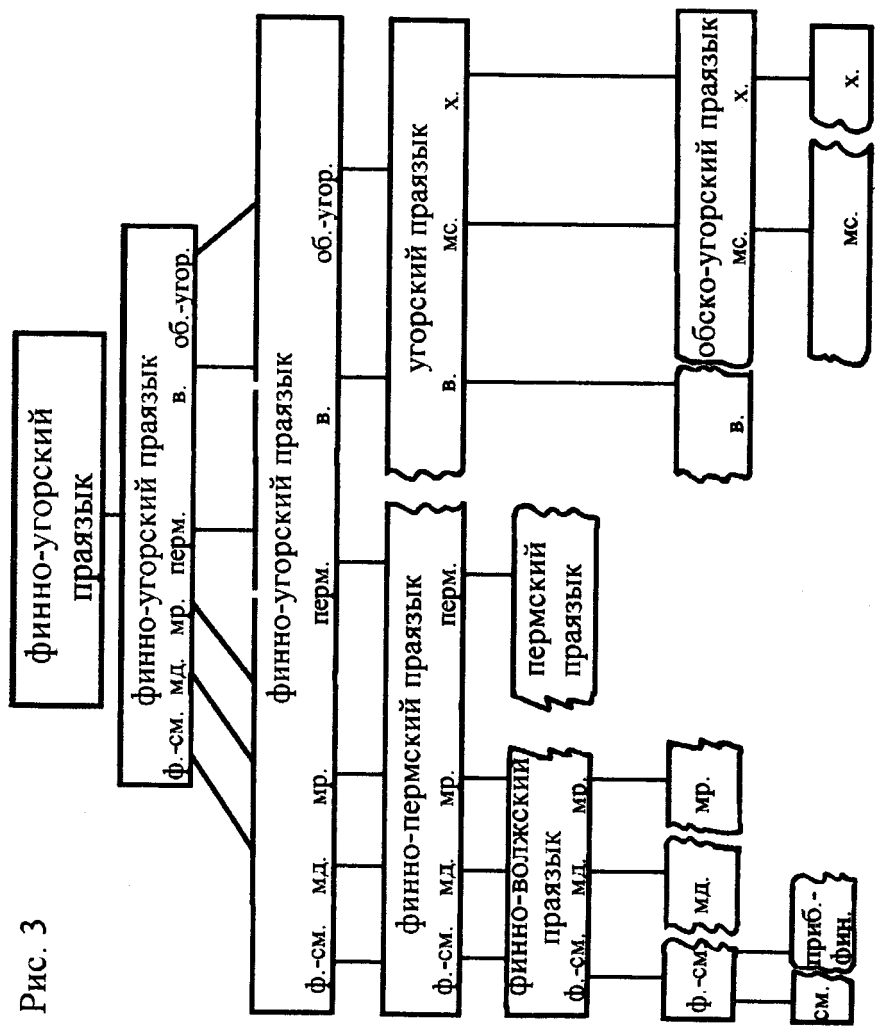 Рис. 3
финно-угорский
праязык
финно-угорский праязык
ф.-см. мд. мр. перм. в. об.-угор.
финно-угорский праязык
ф.-см. мд. мр. перм. в. об.-угор.
финно-пермский праязык
ф.-см. мд. мр. перм.
угорский праязык
в. мс. х.
финно-волжский
праязык
ф.-см. мд. мр.
пермский
праязык
ф.-см
мд.
мр.
в.
обско-угорский праязык
мс. х.
см.
приб.-
фин.
мс.
х.